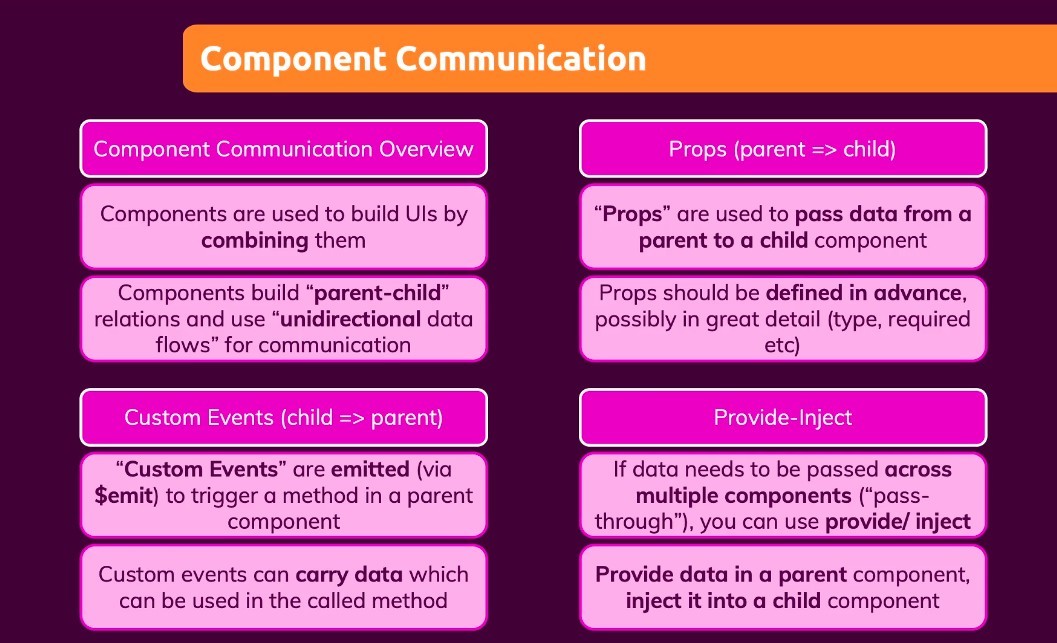 Component Communication
Component Communication Overview
Components are used to build UIs by
combining them
Components build “parent-child”
relations and use “unidirectional data
flows” for communication
Props (parent => child)
“Props” are used to pass data from a
parent to a child component
Props should be defined in advance,
possibly in great detail (type, required
etc)
Custom Events (child => parent)
“Custom Events” are emitted (via
$emit) to trigger a method in a parent
component
Custom events can carry data which
can be used in the called method
Provide-Inject
If data needs to be passed across
multiple components (“pass-
through”), you can use provide/ inject
Provide data in a parent component,
inject it into a child component